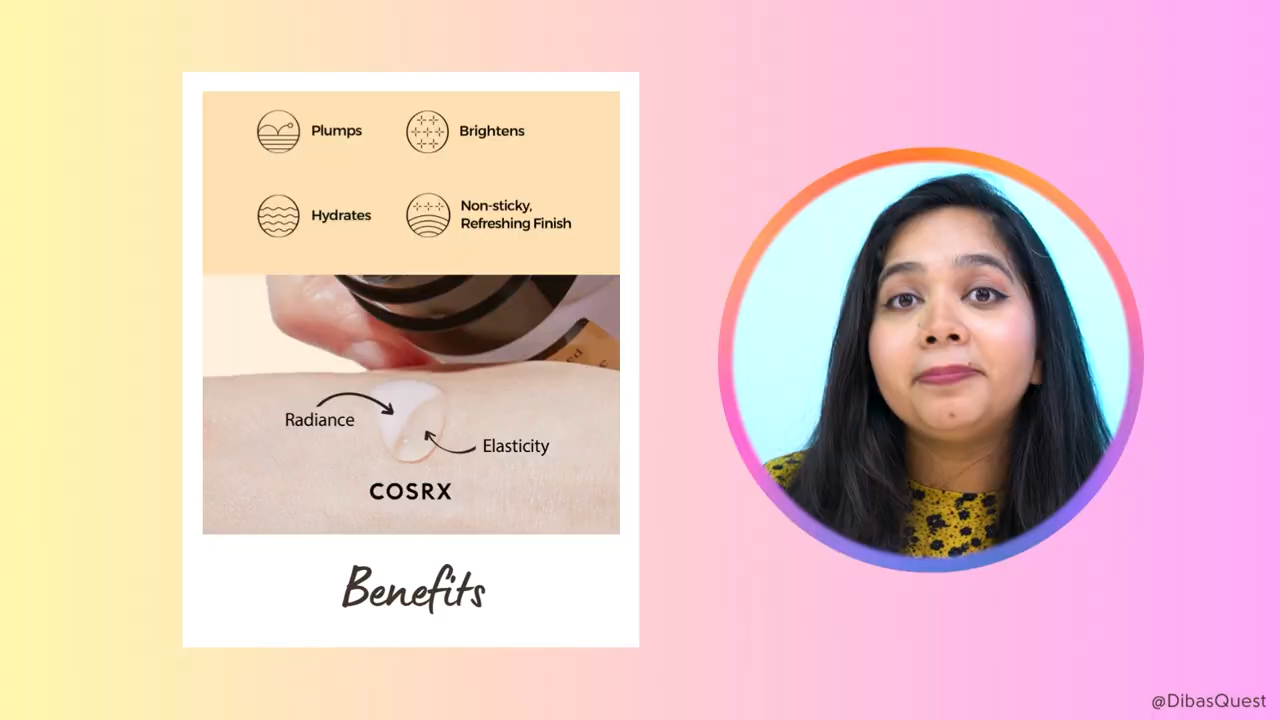 Plumps
Brightens
Hydrates
Non-sticky,
Refreshing Finish
Radiance
Elasticity
COSRX
Benefits
@DibasQuest